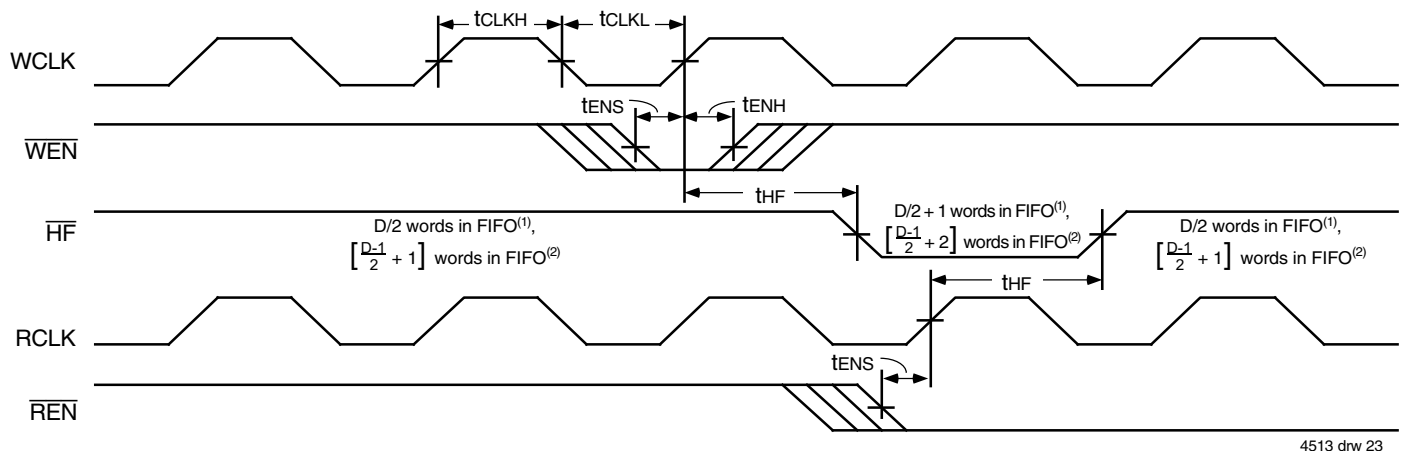 tCLKH tCLKL
WCLK
tENS tENH
WEN
tHF
HF
D/2 words in FIFO(1),
[D-1/2 + 1] words in FIFO(2)
D/2 + 1 words in FIFO(1),
[D-1/2 + 2] words in FIFO(2)
D/2 words in FIFO(1),
[D-1/2 + 1] words in FIFO(2)
tHF
RCLK
tENS
REN
4513 drw 23